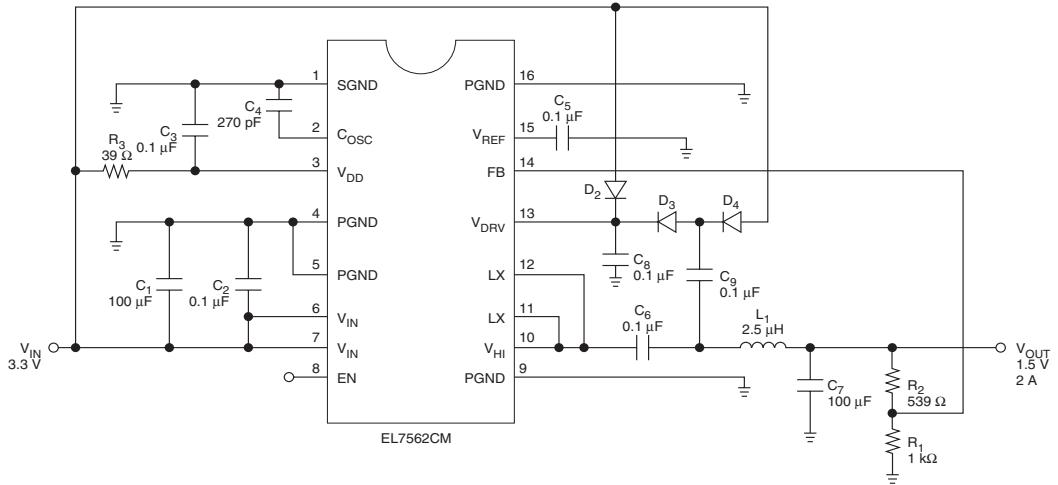 1
SGND
C4
270 pF
2
COSC
C3
0.1 µF
R3
39 Ω
3
VDD
4
PGND
5
PGND
C1
100 µF
C2
0.1 µF
6
VIN
7
VIN
VIN
3.3 V
8
EN
PGND
16
C5
0.1 µF
VREF
15
FB
14
D2
D3
D4
VDRV
13
C8
0.1 µF
C9
0.1 µF
LX
12
LX
11
C6
0.1 µF
L1
2.5 µH
VHI
10
PGND
9
C7
100 µF
R2
539 Ω
R1
1 kΩ
VOUT
1.5 V
2 A
EL7562CM